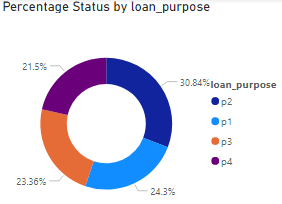 Percentage Status by loan_purpose
21.5%
30.84%
loan_purpose
p2
p1
p3
p4
23.36%
24.3%